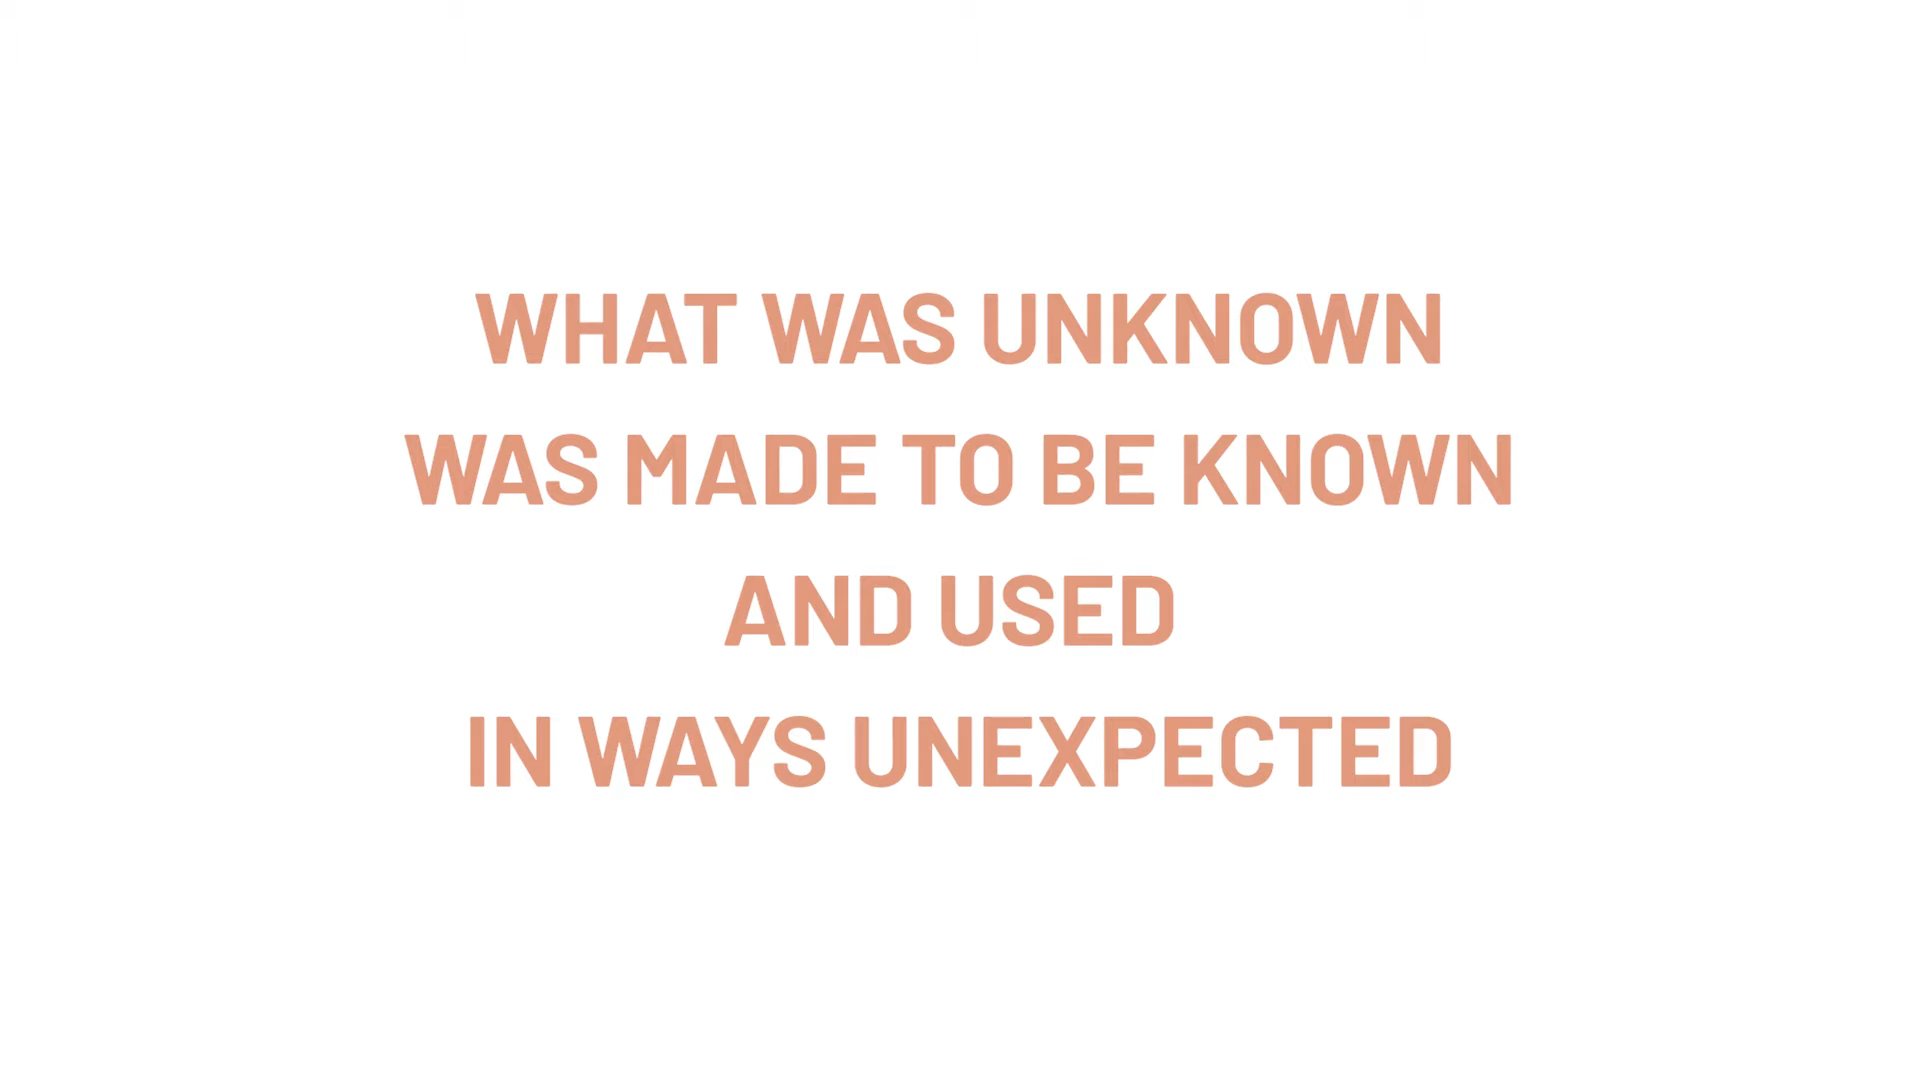 WHAT WAS UNKNOWN
WAS MADE TO BE KNOWN
AND USED
IN WAYS UNEXPECTED